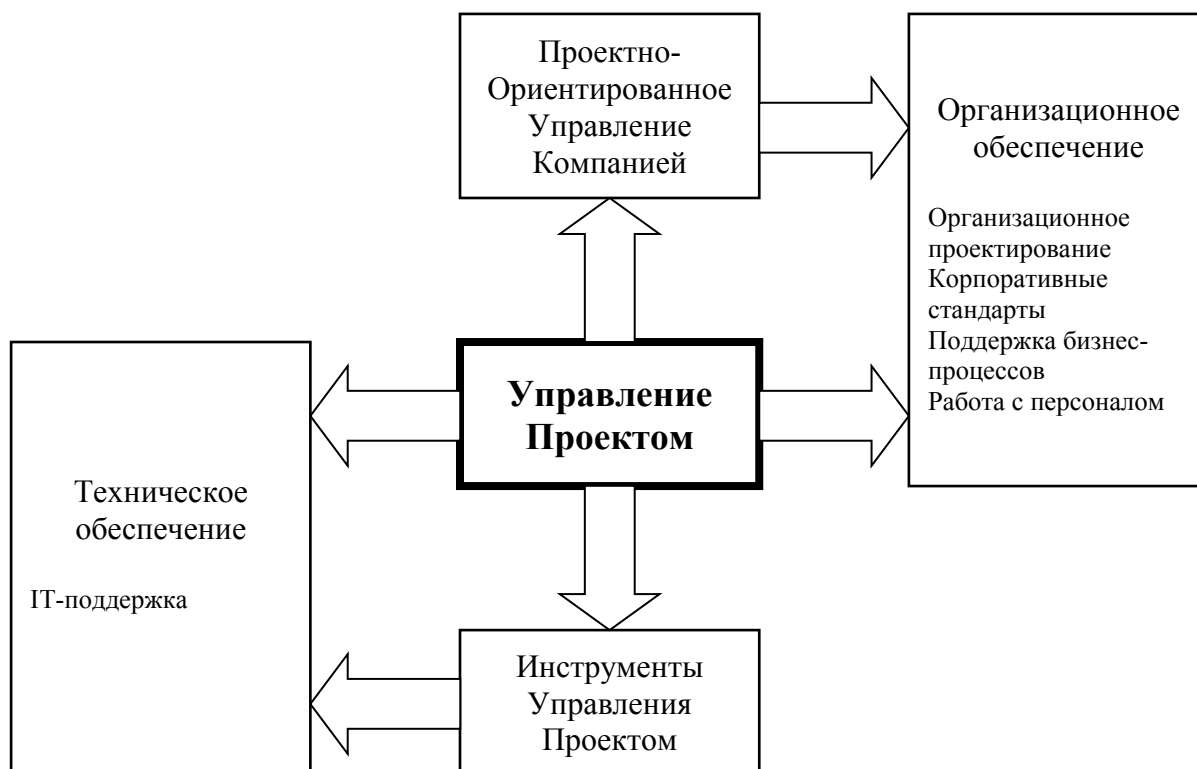 Проектно-
Ориентированное
Управление
Компанией
Организационное
обеспечение
Организационное
проектирование
Корпоративные
стандарты
Поддержка бизнес-
процессов
Работа с персоналом
Управление
Проектом
Техническое
обеспечение
IT-поддержка
Инструменты
Управления
Проектом